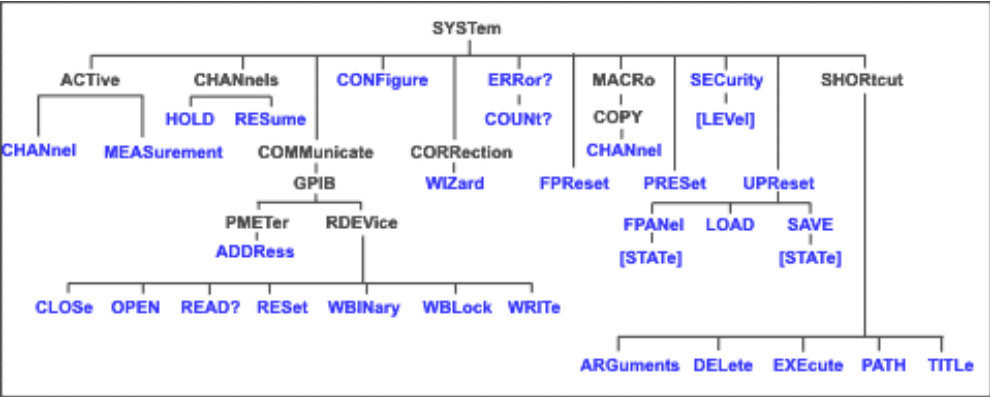 SYSTem
ACTive CHANnels CONFigure ERRor? MACRo SECurity SHORtcut
HOLD RESume COUNt? COPY [LEVel]
CHANnel MEASurement COMMunicate CORRection CHANnel
GPIB WIZard FPReset PRESet UPReset
PMETer RDEVice FPANel LOAD SAVE
ADDRess [STATe] [STATe]
CLOSe OPEN READ? RESet WBINary WBLock WRITe
ARGuments DELete EXEcute PATH TITLe